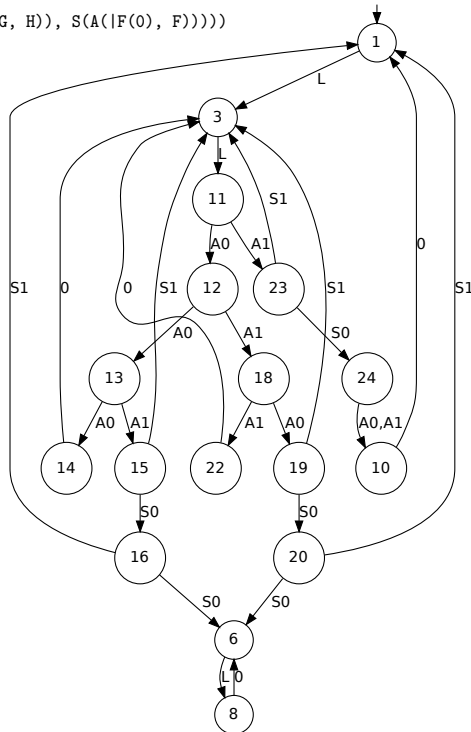 G, H)), S(A(|F(0), F)))))
1
L
3
L
11
A0 A1 S1
12 23
S1 0 0 S1 S1 0 S1
A0 A1 S0
13 18 24
A0 A1 A1 A0 A0,A1
14 15 22 19 10
S0 S0
16 20
S0 S0
6
L 0
8